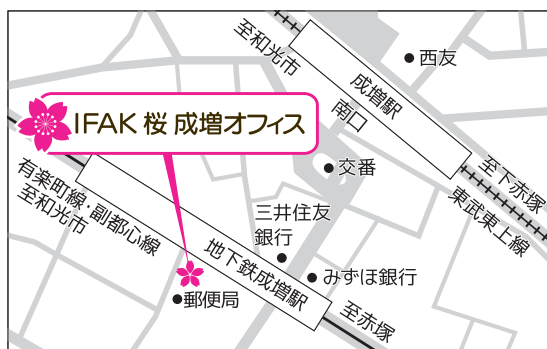 至和光市
成増駅
西友
南口
IFAK 桜 成増オフィス
交番
至下赤塚
東武東上線
有楽町線・副都心線
至和光市
三井住友
銀行
地下鉄成増駅
みずほ銀行
郵便局
至赤塚